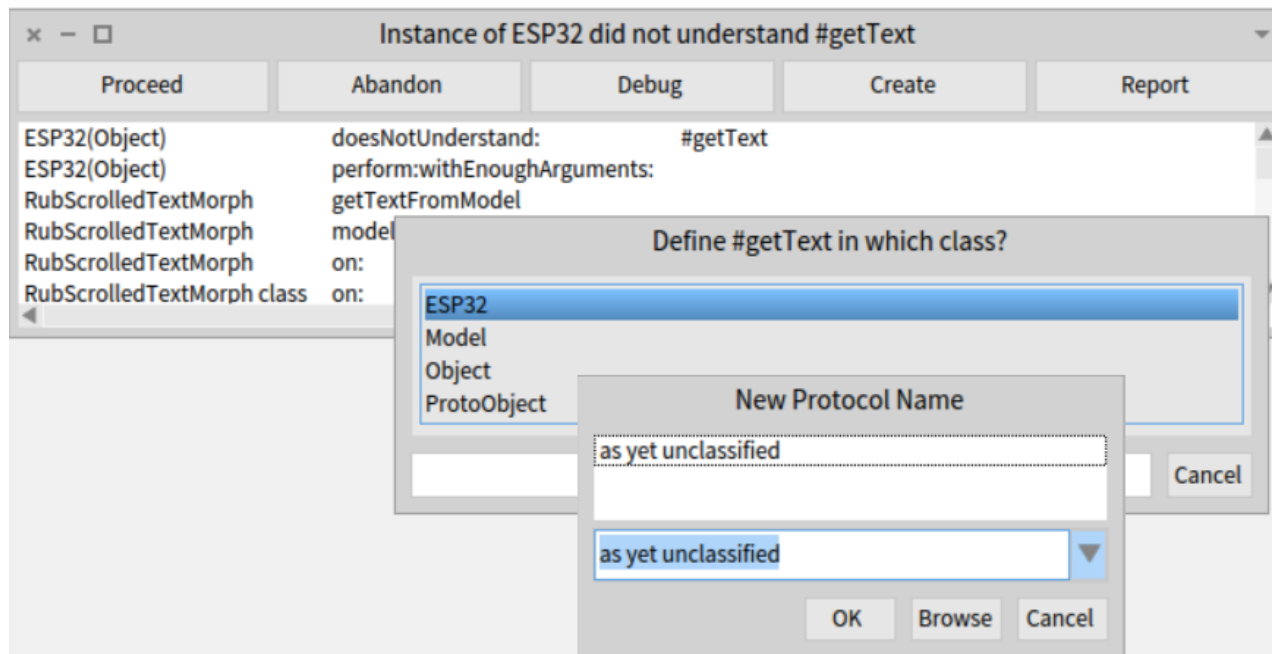 Instance of ESP32 did not understand #getText
Proceed Abandon Debug Create Report
ESP32(Object) doesNotUnderstand: #getText
ESP32(Object) perform:withEnoughArguments:
RubScrolledTextMorph getTextFromModel
RubScrolledTextMorph model
RubScrolledTextMorph on:
RubScrolledTextMorph class on:
Define #getText in which class?
ESP32
Model
Object
ProtoObject
Cancel
New Protocol Name
as yet unclassified
as yet unclassified
OK Browse Cancel